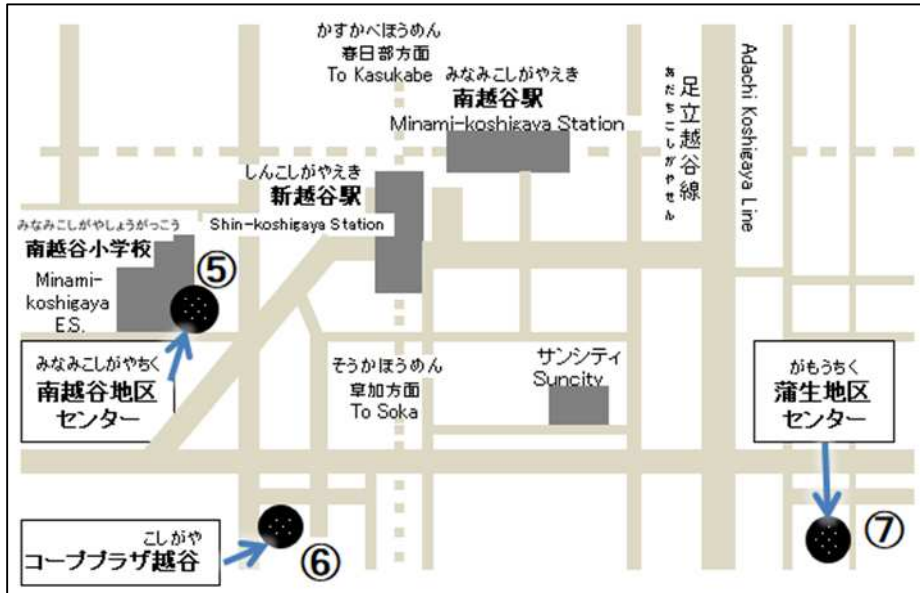 かすかべほうめん
春日部方面
To Kasukabe
みなみこしがやえき
南越谷駅
Minami-koshigaya Station
足立越谷線
あだちこしがやせん
Adachi Koshigaya Line
しんこしがやえき
新越谷駅
Shin-koshigaya Station
みなみこしがやしょうがっこう
南越谷小学校
Minami-
koshigaya
E.S.
⑤
みなみこしがやちく
南越谷地区
センター
そうかほうめん
草加方面
To Soka
サンシティ
Suncity
がもうちく
蒲生地区
センター
こしがや
コーププラザ越谷
⑥
⑦